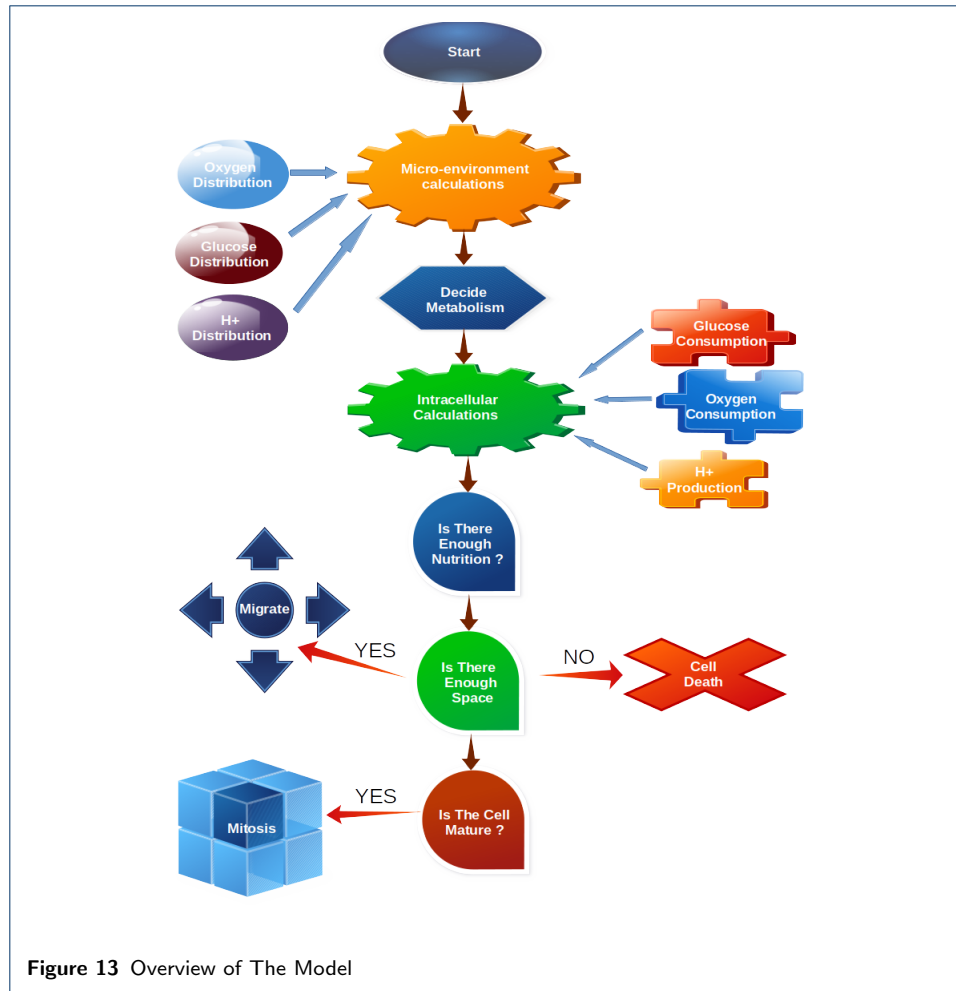 Start
Micro-environment
calculations
Oxygen
Distribution
Glucose
Distribution
H+
Distribution
Decide
Metabolism
Glucose
Consumption
Intracellular
Calculations
Oxygen
Consumption
H+
Production
Is There
Enough
Nutrition ?
Migrate
YES
Is There
Enough
Space
NO
Cell
Death
Mitosis
YES
Is The Cell
Mature ?
Figure 13 Overview of The Model